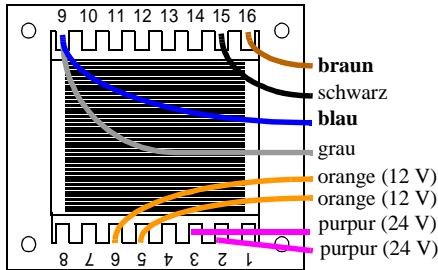 9 10 11 12 13 14 15 16
braun
schwarz
blau
grau
orange (12 V)
orange (12 V)
purpur (24 V)
purpur (24 V)
8 7 6 5 4 3 2 1